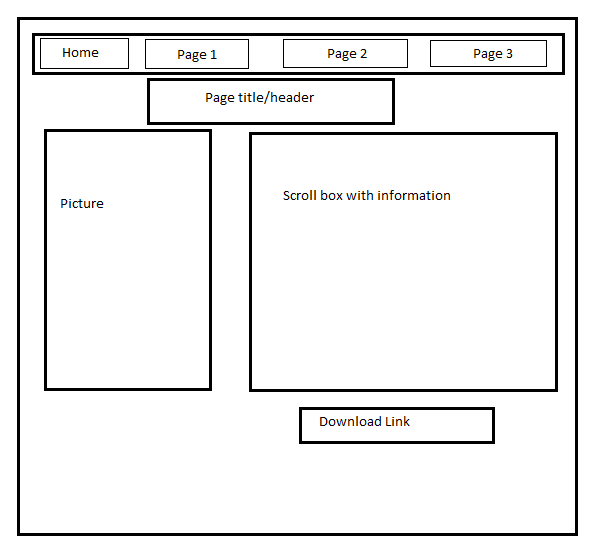 Home
Page 1
Page 2
Page 3
Page title/header
Picture
Scroll box with information
Download Link